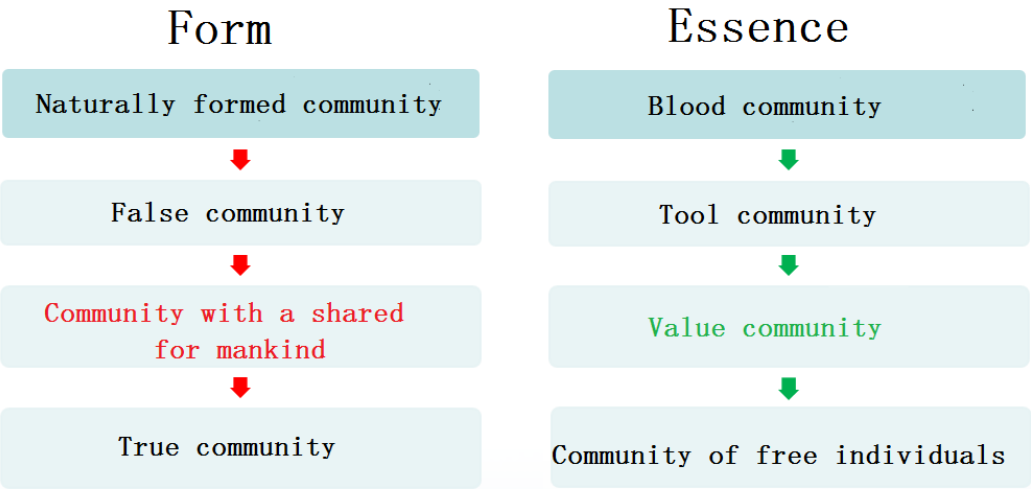 Form
Essence
Naturally formed community
Blood community
False community
Tool community
Community with a shared
for mankind
Value community
True community
Community of free individuals